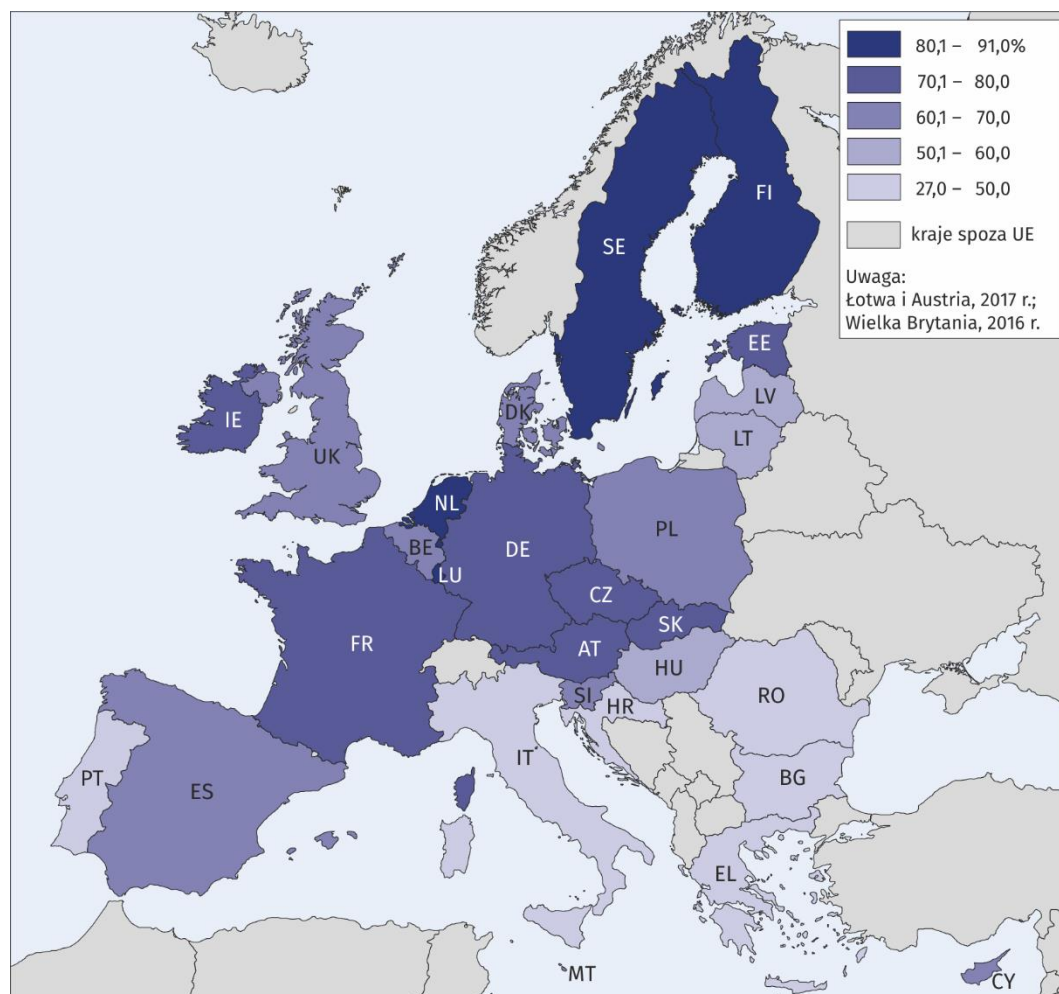 80,1 – 91,0%
70,1 – 80,0
60,1 – 70,0
50,1 – 60,0
27,0 – 50,0
kraje spoza UE
Uwaga:
Łotwa i Austria, 2017 r.;
Wielka Brytania, 2016 r.
FI
SE
EE
LV
LT
IE
UK
DK
NL
BE
LU
DE
PL
CZ
SK
FR
AT
HU
SI
HR
RO
IT
BG
PT
ES
EL
MT
CY